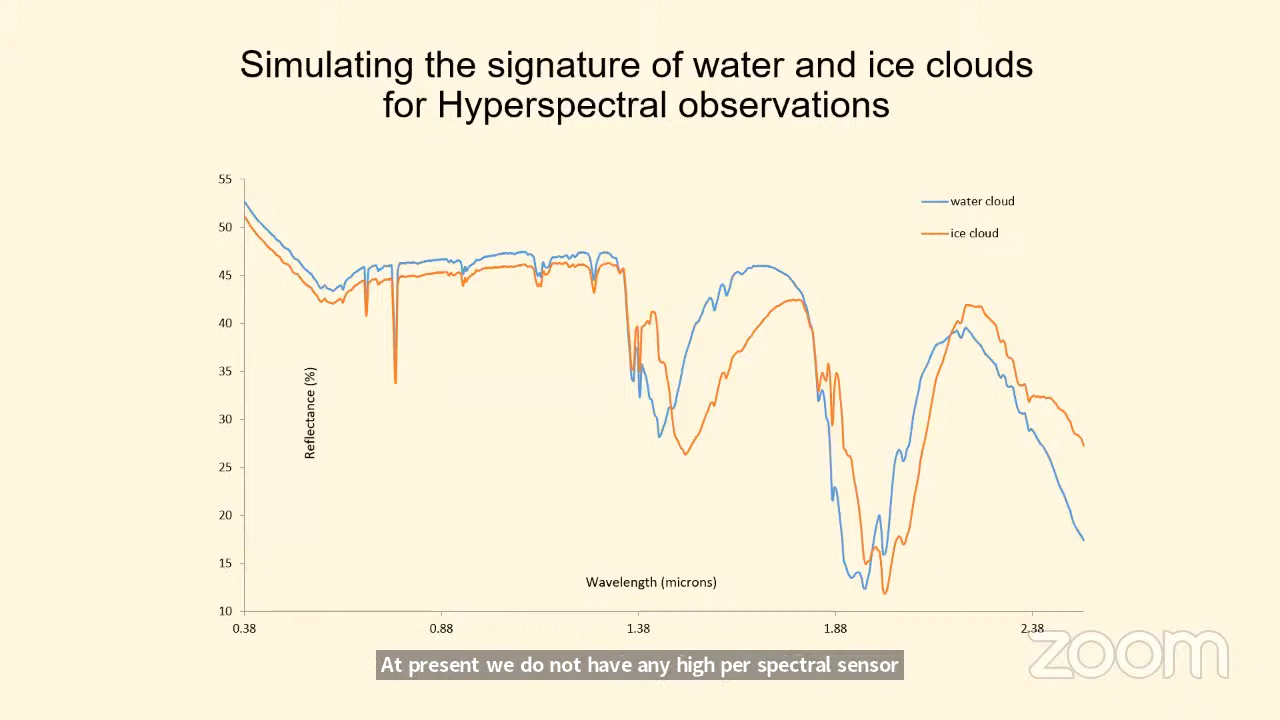 Simulating the signature of water and ice clouds
for Hyperspectral observations
55
50
45
40
35
30
25
20
15
10
Reflectance (%)
water cloud
ice cloud
Wavelength (microns)
0.38
0.88
1.38
1.88
2.38
At present we do not have any high per spectral sensor
zoom